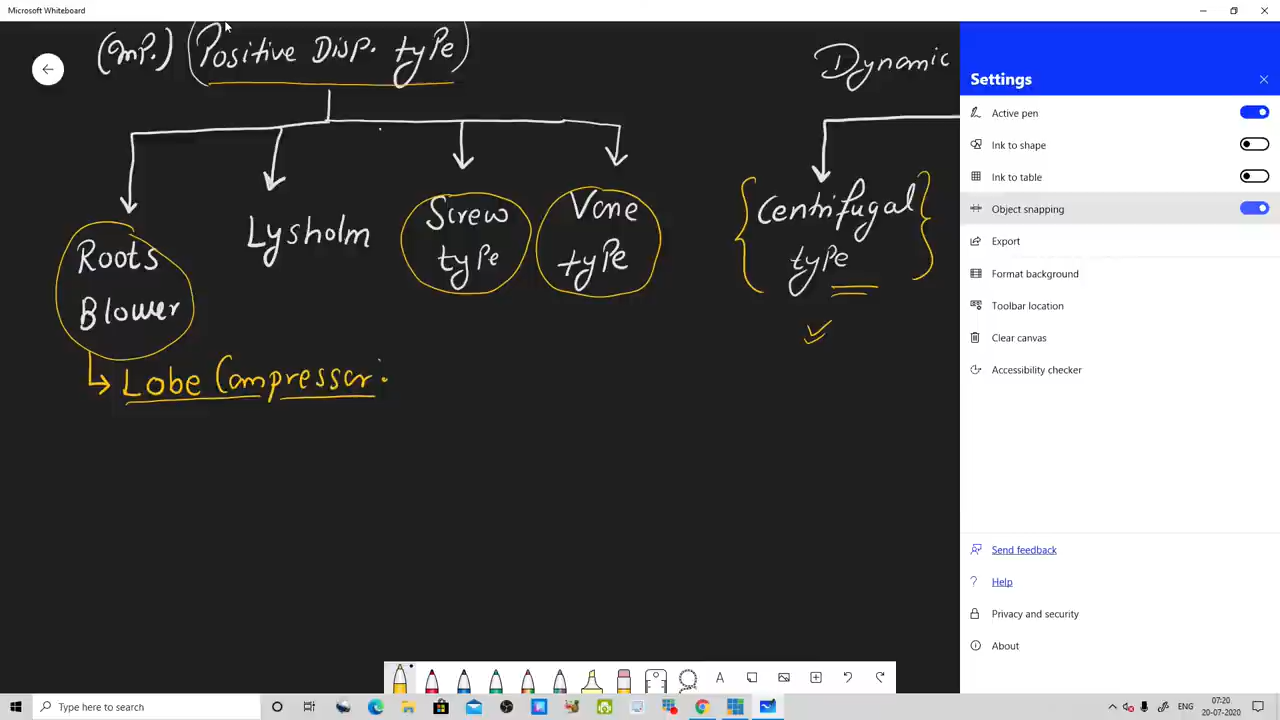 Microsoft Whiteboard
(mp.) (Positive Disp. type)
Dynamic
Roots
Blower
Lysholm
Screw
type
Vane
type
Centrifugal
type
Lobe Compressor.
Settings
Active pen
Ink to shape
Ink to table
Object snapping
Export
Format background
Toolbar location
Clear canvas
Accessibility checker
Send feedback
Help
Privacy and security
About
Type here to search
ENG
07:20
20-07-2020